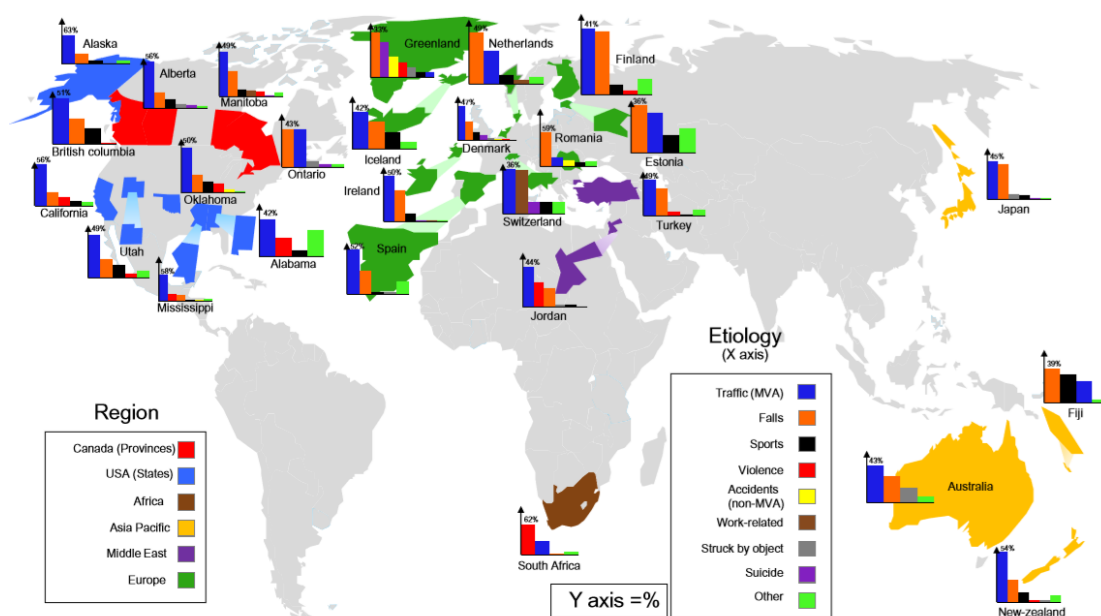 63%
Alaska
56%
Alberta
49%
Manitoba
51%
British columbia
43%
Ontario
50%
Oklahoma
56%
California
49%
Utah
58%
Mississippi
42%
Alabama
33%
Greenland
49%
Netherlands
41%
Finland
42%
Iceland
47%
Denmark
59%
Romania
36%
Estonia
50%
Ireland
36%
Switzerland
49%
Turkey
52%
Spain
44%
Jordan
45%
Japan
39%
Fiji
43%
Australia
54%
New-zealand
62%
South Africa
Region
Canada (Provinces)
USA (States)
Africa
Asia Pacific
Middle East
Europe
Etiology
(X axis)
Traffic (MVA)
Falls
Sports
Violence
Accidents
(non-MVA)
Work-related
Struck by object
Suicide
Other
Y axis =%